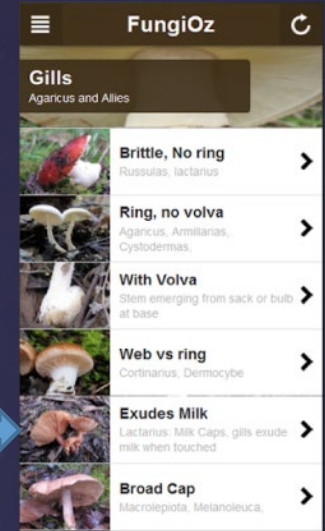 FungiOz
Gills
Agaricus and Allies
Brittle, No ring
Russulas, lactarius
Ring, no volva
Agaricus, Armillarias,
Cystodermas,
With Volva
Stem emerging from sack or bulb
at base
Web vs ring
Cortinarius, Dermocybe
Exudes Milk
Lactarius: Milk Caps, gills exude
milk when touched
Broad Cap
Macrolepiota, Melanoleuca,